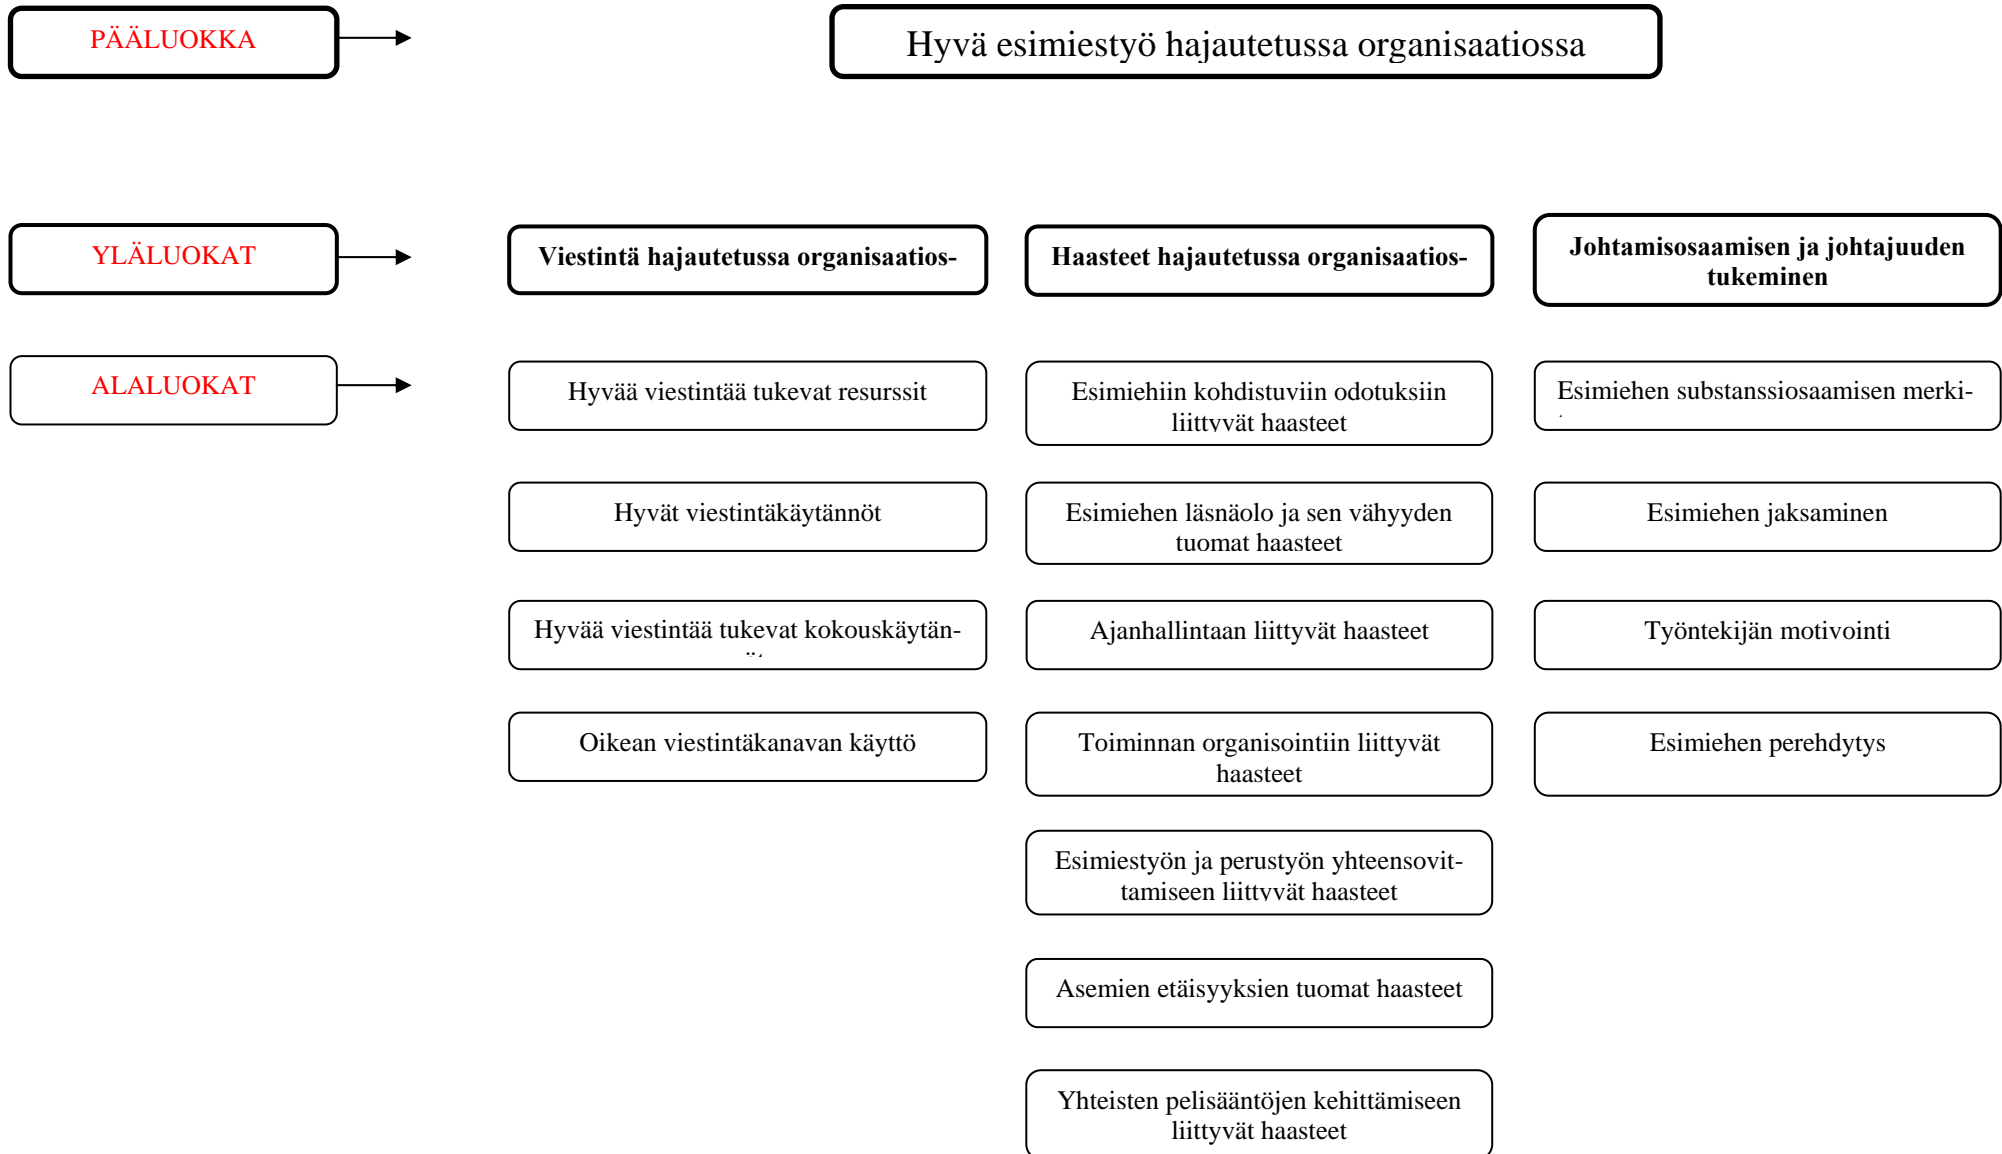 PÄÄLUOKKA
Hyvä esimiestyö hajautetussa organisaatiossa
YLÄLUOKAT
Viestintä hajautetussa organisaatios-
Haasteet hajautetussa organisaatios-
Johtamisosaamisen ja johtajuuden
tukeminen
ALALUOKAT
Hyvää viestintää tukevat resurssit
Esimiehiin kohdistuviin odotuksiin
liittyvät haasteet
Esimiehen substanssiosaamisen merki-
Hyvät viestintäkäytännöt
Esimiehen läsnäolo ja sen vähyyden
tuomat haasteet
Esimiehen jaksaminen
Hyvää viestintää tukevat kokouskäytän-
Ajanhallintaan liittyvät haasteet
Työntekijän motivointi
Oikean viestintäkanavan käyttö
Toiminnan organisointiin liittyvät
haasteet
Esimiehen perehdytys
Esimiestyön ja perustyön yhteensovit-
tamiseen liittyvät haasteet
Asemien etäisyyksien tuomat haasteet
Yhteisten pelisääntöjen kehittämiseen
liittyvät haasteet